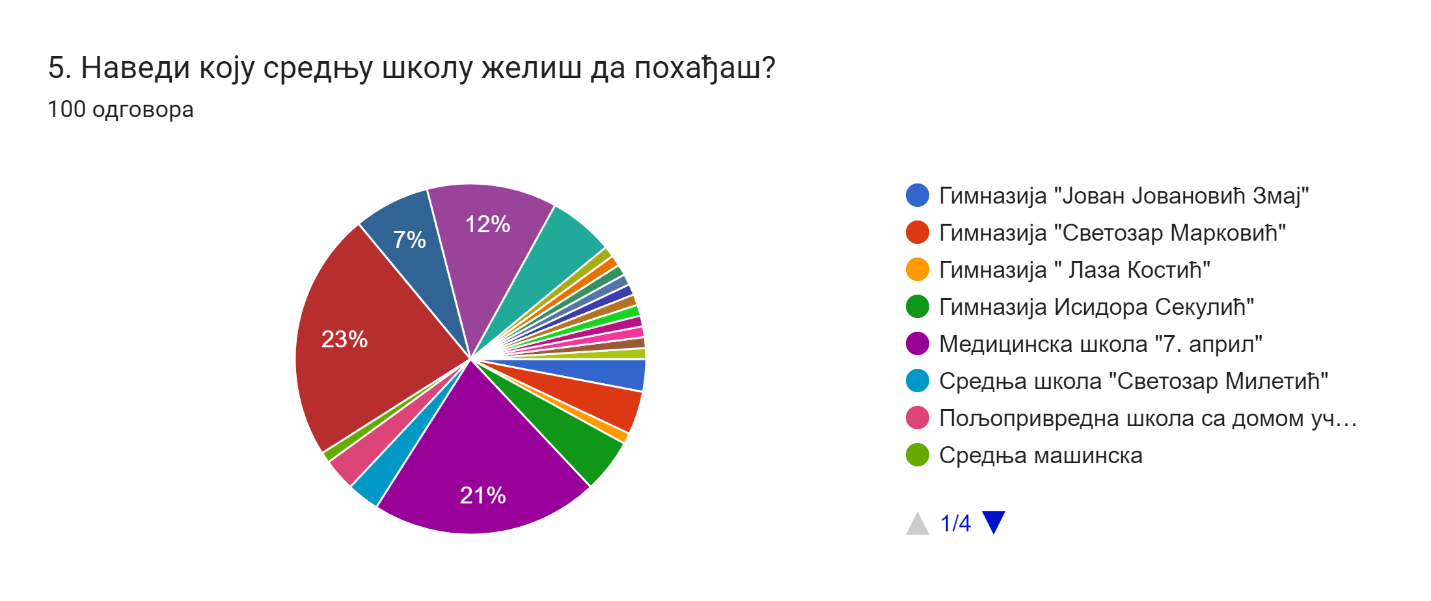 5. Наведи коју средњу школу желиш да похађаш?
100 одговора
12%
7%
23%
21%
Гимназија "Јован Јовановић Змај"
Гимназија "Светозар Марковић"
Гимназија " Лаза Костић"
Гимназија Исидора Секулић"
Медицинска школа "7. април"
Средња школа "Светозар Милетић"
Пољопривредна школа са домом уч…
Средња машинска
1/4